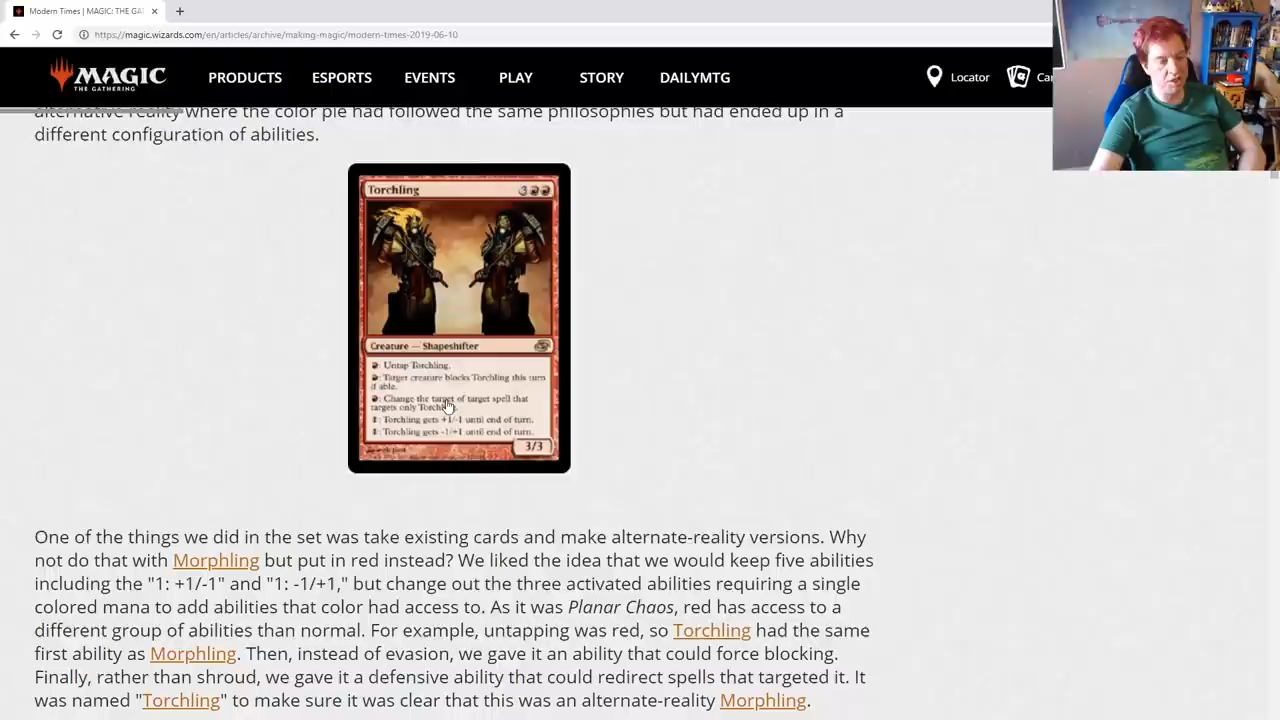 Modern Times | MAGIC: THE GA
https://magic.wizards.com/en/articles/archive/making-magic/modern-times-2019-06-10
MAGIC
THE GATHERING
PRODUCTS ESPORTS EVENTS PLAY STORY DAILYMTG
Locator
alternative reality where the color pie had followed the same philosophies but had ended up in a
different configuration of abilities.
Torchling 3
Creature — Shapeshifter
: Untap Torchling.
: Target creature blocks Torchling this turn
if able.
: Change the target of target spell that
targets only Torchling.
1: Torchling gets +1/-1 until end of turn.
1: Torchling gets -1/+1 until end of turn.
3/3
One of the things we did in the set was take existing cards and make alternate-reality versions. Why
not do that with Morphling but put in red instead? We liked the idea that we would keep five abilities
including the "1: +1/-1" and "1: -1/+1," but change out the three activated abilities requiring a single
colored mana to add abilities that color had access to. As it was Planar Chaos, red has access to a
different group of abilities than normal. For example, untapping was red, so Torchling had the same
first ability as Morphling. Then, instead of evasion, we gave it an ability that could force blocking.
Finally, rather than shroud, we gave it a defensive ability that could redirect spells that targeted it. It
was named "Torchling" to make sure it was clear that this was an alternate-reality Morphling.